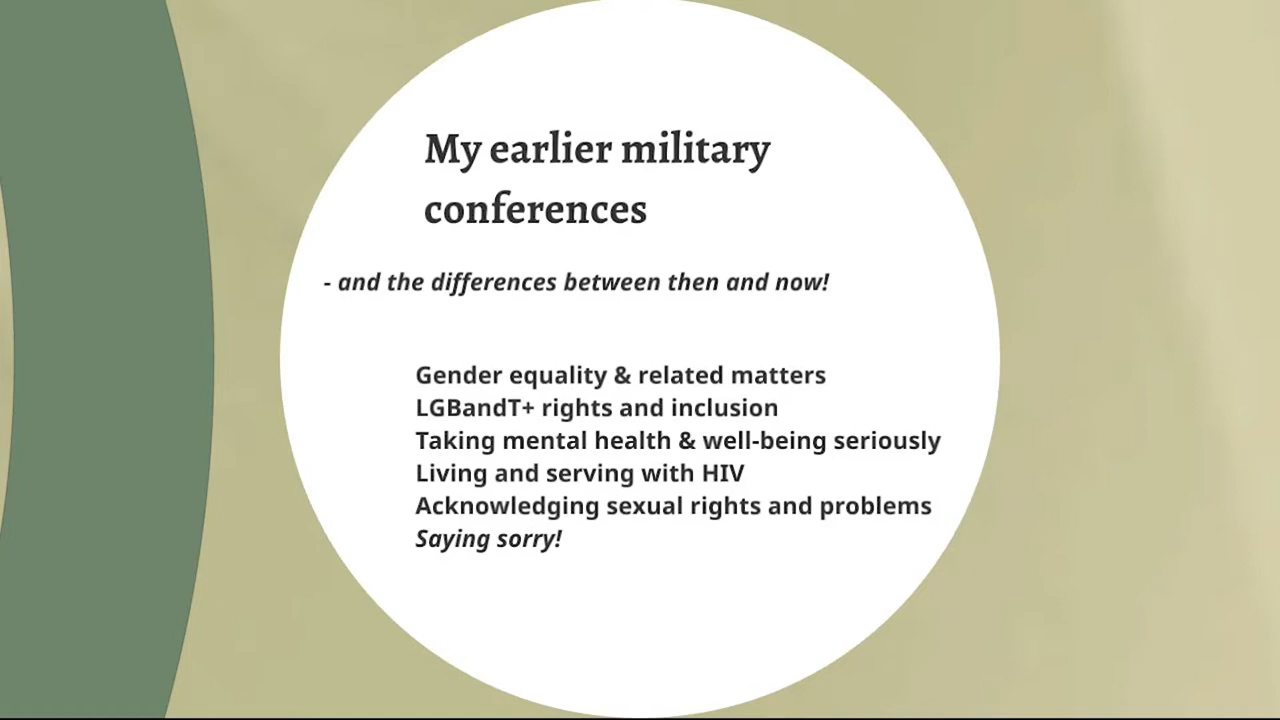 My earlier military
conferences
- and the differences between then and now!
Gender equality & related matters
LGBandT+ rights and inclusion
Taking mental health & well-being seriously
Living and serving with HIV
Acknowledging sexual rights and problems
Saying sorry!